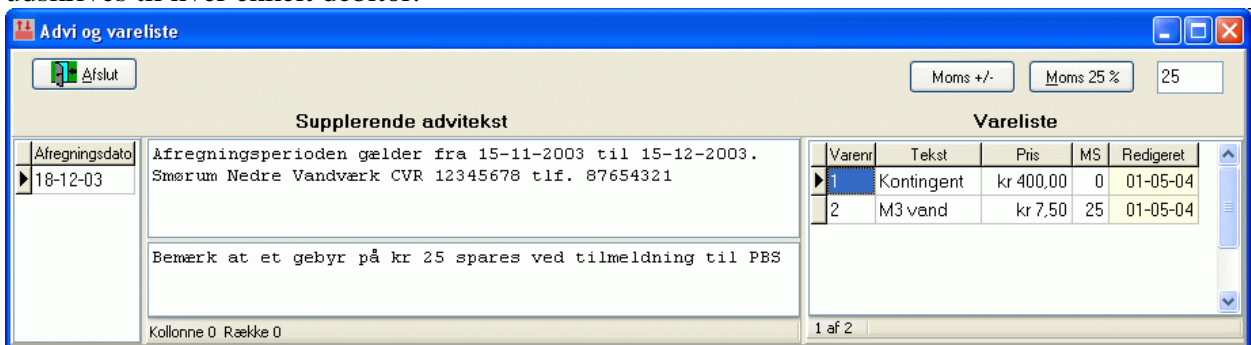 udskrives til hver enkelt debitor.
Advi og vareliste
Afslut
Moms +/-
Moms 25 %
25
Supplerende advitekst
Vareliste
Afregningsdato
18-12-03
Afregningsperioden gælder fra 15-11-2003 til 15-12-2003.
Smørum Nedre Vandværk CVR 12345678 tlf. 87654321
Bemærk at et gebyr på kr 25 spares ved tilmeldning til PBS
Kollonne 0 Række 0
Varenr Tekst Pris MS Redigeret
1 Kontingent kr 400,00 0 01-05-04
2 M3 vand kr 7,50 25 01-05-04
1 af 2